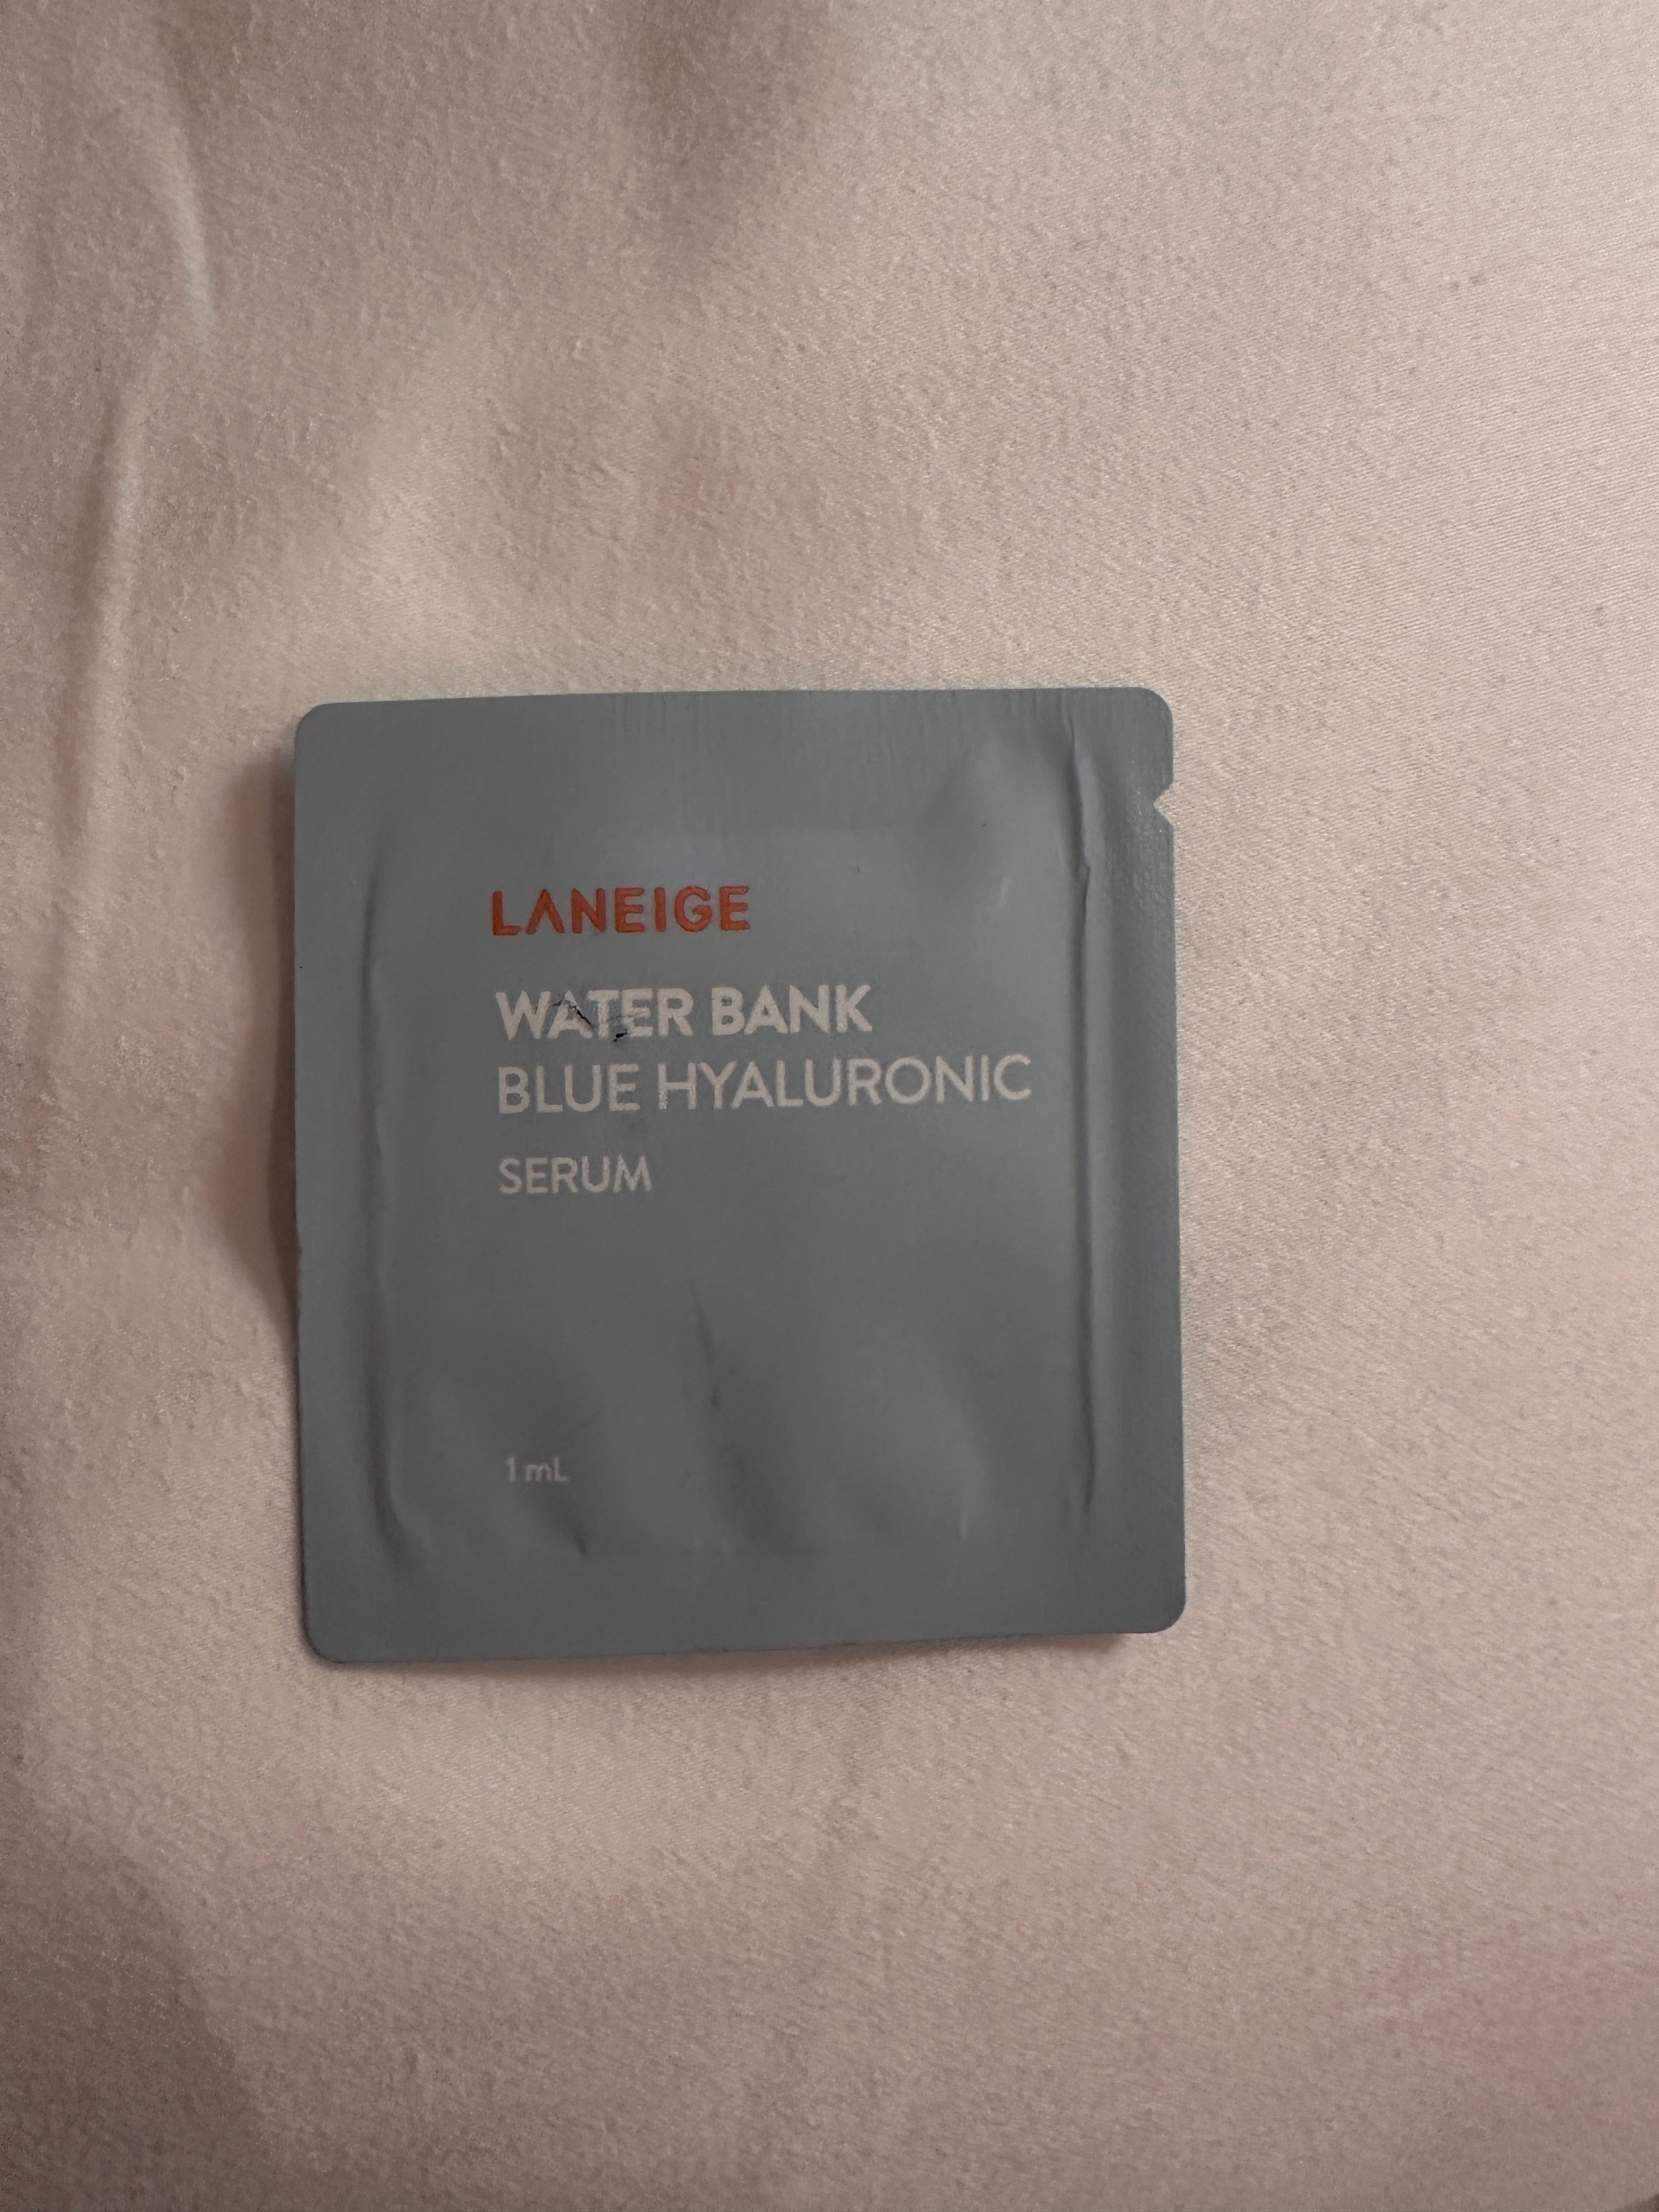 LANEIGE
WATER BANK
BLUE HYALURONIC
SERUM
1 mL